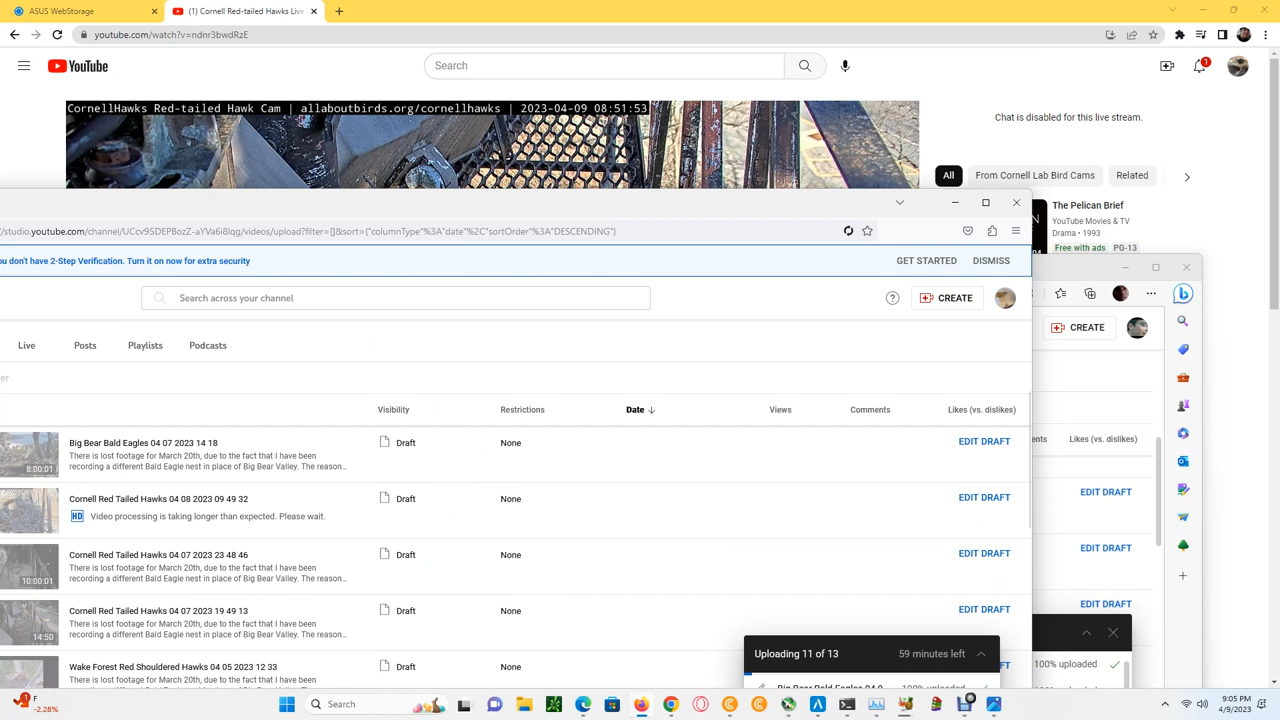 ASUS WebStorage
(1) Cornell Red-tailed Hawks Live
youtube.com/watch?v=ndnr3bwdRzE
YouTube
Search
1
CornellHawks Red-tailed Hawk Cam | allaboutbirds.org/cornellhawks | 2023-04-09 08:51:53
Chat is disabled for this live stream.
All
From Cornell Lab Bird Cams
Related
The Pelican Brief
YouTube Movies & TV
Drama • 1993
Free with ads PG-13
//studio.youtube.com/channel/UCcv95DEPBozZ-aYVa6i8lqg/videos/upload?filter=[]&sort={"columnType"%3A"date"%2C"sortOrder"%3A"DESCENDING"}
you don't have 2-Step Verification. Turn it on now for extra security
GET STARTED
DISMISS
Search across your channel
CREATE
CREATE
Live
Posts
Playlists
Podcasts
er
Visibility
Restrictions
Date
Views
Comments
Likes (vs. dislikes)
ents
Likes (vs. dislikes)
8:00:01
Big Bear Bald Eagles 04 07 2023 14 18
There is lost footage for March 20th, due to the fact that I have been
recording a different Bald Eagle nest in place of Big Bear Valley. The reason...
Draft
None
EDIT DRAFT
EDIT DRAFT
Cornell Red Tailed Hawks 04 08 2023 09 49 32
HD Video processing is taking longer than expected. Please wait.
Draft
None
EDIT DRAFT
EDIT DRAFT
10:00:01
Cornell Red Tailed Hawks 04 07 2023 23 48 46
There is lost footage for March 20th, due to the fact that I have been
recording a different Bald Eagle nest in place of Big Bear Valley. The reason...
Draft
None
EDIT DRAFT
EDIT DRAFT
14:50
Cornell Red Tailed Hawks 04 07 2023 19 49 13
There is lost footage for March 20th, due to the fact that I have been
recording a different Bald Eagle nest in place of Big Bear Valley. The reason...
Draft
None
EDIT DRAFT
Wake Forest Red Shouldered Hawks 04 05 2023 12 33
Draft
None
Uploading 11 of 13
59 minutes left
100% uploaded
Big Bear Bald Eagles 04 0
100% uploaded
1
F
-2.28%
Search
9:05 PM
4/9/2023